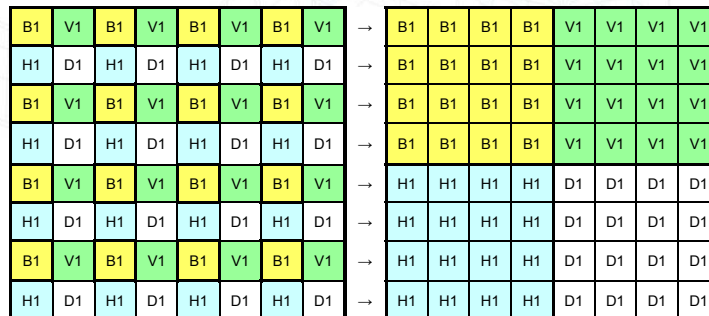 B1 V1 B1 V1 B1 V1 B1 V1 → B1 B1 B1 B1 V1 V1 V1 V1
H1 D1 H1 D1 H1 D1 H1 D1 → B1 B1 B1 B1 V1 V1 V1 V1
B1 V1 B1 V1 B1 V1 B1 V1 → B1 B1 B1 B1 V1 V1 V1 V1
H1 D1 H1 D1 H1 D1 H1 D1 → B1 B1 B1 B1 V1 V1 V1 V1
B1 V1 B1 V1 B1 V1 B1 V1 → H1 H1 H1 H1 D1 D1 D1 D1
H1 D1 H1 D1 H1 D1 H1 D1 → H1 H1 H1 H1 D1 D1 D1 D1
B1 V1 B1 V1 B1 V1 B1 V1 → H1 H1 H1 H1 D1 D1 D1 D1
H1 D1 H1 D1 H1 D1 H1 D1 → H1 H1 H1 H1 D1 D1 D1 D1